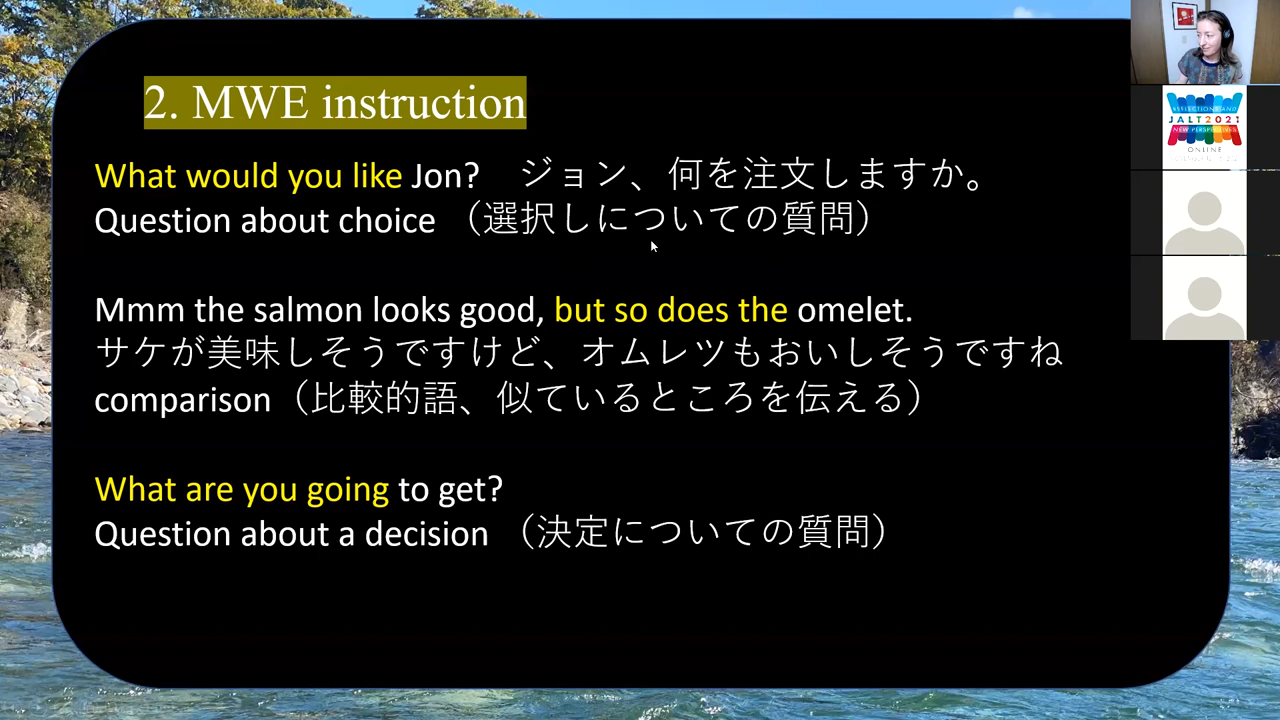 2. MWE instruction
What would you like Jon? ジョン、何を注文しますか。
Question about choice （選択しについての質問）
Mmm the salmon looks good, but so does the omelet.
サケが美味しそうですけど、オムレツもおいしそうですね
comparison（比較的語、似ているところを伝える）
What are you going to get?
Question about a decision （決定についての質問）
REFLECTIONS AND
JALT2021
NEW PERSPECTIVES
ONLINE